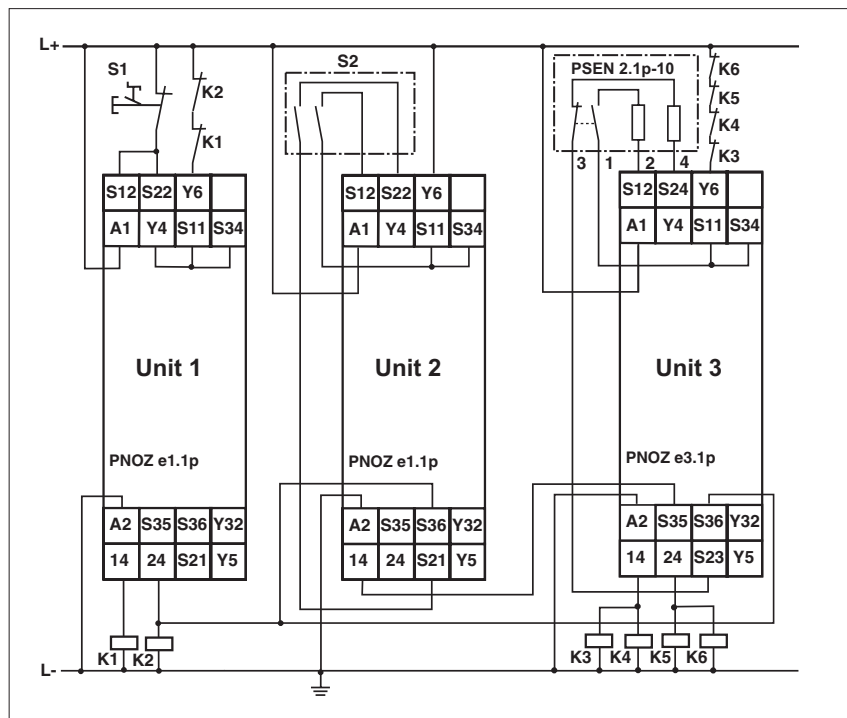 L+
S1
S2
PSEN 2.1p-10
K6
K5
K4
K3
K2
K1
3 1 2 4
S12 S22 Y6
A1 Y4 S11 S34
S12 S22 Y6
A1 Y4 S11 S34
S12 S24 Y6
A1 Y4 S11 S34
Unit 1
Unit 2
Unit 3
PNOZ e1.1p
PNOZ e1.1p
PNOZ e3.1p
A2 S35 S36 Y32
14 24 S21 Y5
A2 S35 S36 Y32
14 24 S21 Y5
A2 S35 S36 Y32
14 24 S23 Y5
K1 K2
K3 K4 K5 K6
L-